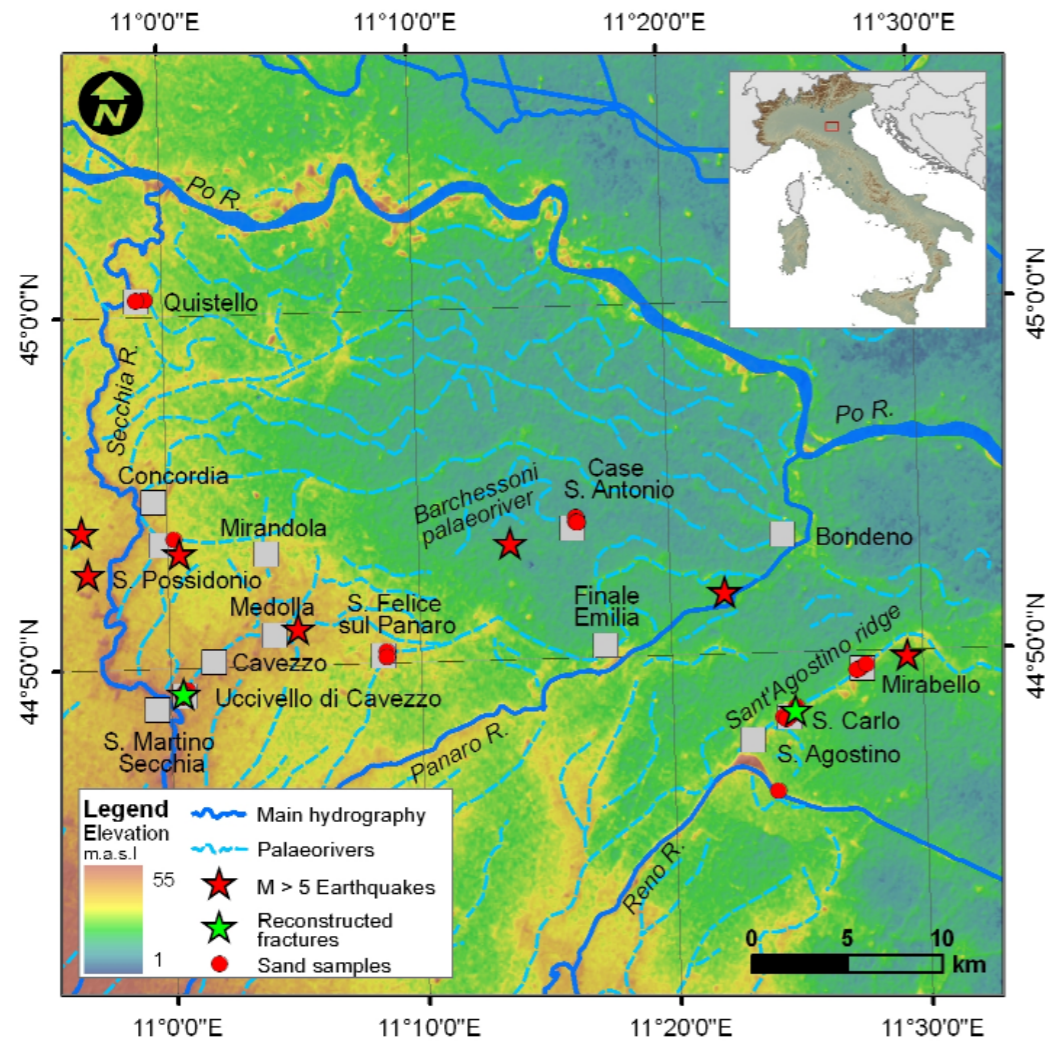 11°0'0"E
11°10'0"E
11°20'0"E
11°30'0"E
N
Po R.
45°0'0"N
45°0'0"N
Quistello
Secchia R.
Po R.
Concordia
Case
S. Antonio
Barchessoni
palaeoriver
Mirandola
Bondeno
S. Possidonio
Medolla
S. Felice
sul Panaro
Finale
Emilia
44°50'0"N
44°50'0"N
Cavezzo
Sant'Agostino ridge
Mirabello
Uccivello di Cavezzo
S. Carlo
S. Martino
Secchia
Panaro R.
S. Agostino
Reno R.
Legend
Elevation
m.a.s.l
55
1
Main hydrography
Palaeorivers
M > 5 Earthquakes
Reconstructed
fractures
Sand samples
0 5 10
km
11°0'0"E
11°10'0"E
11°20'0"E
11°30'0"E